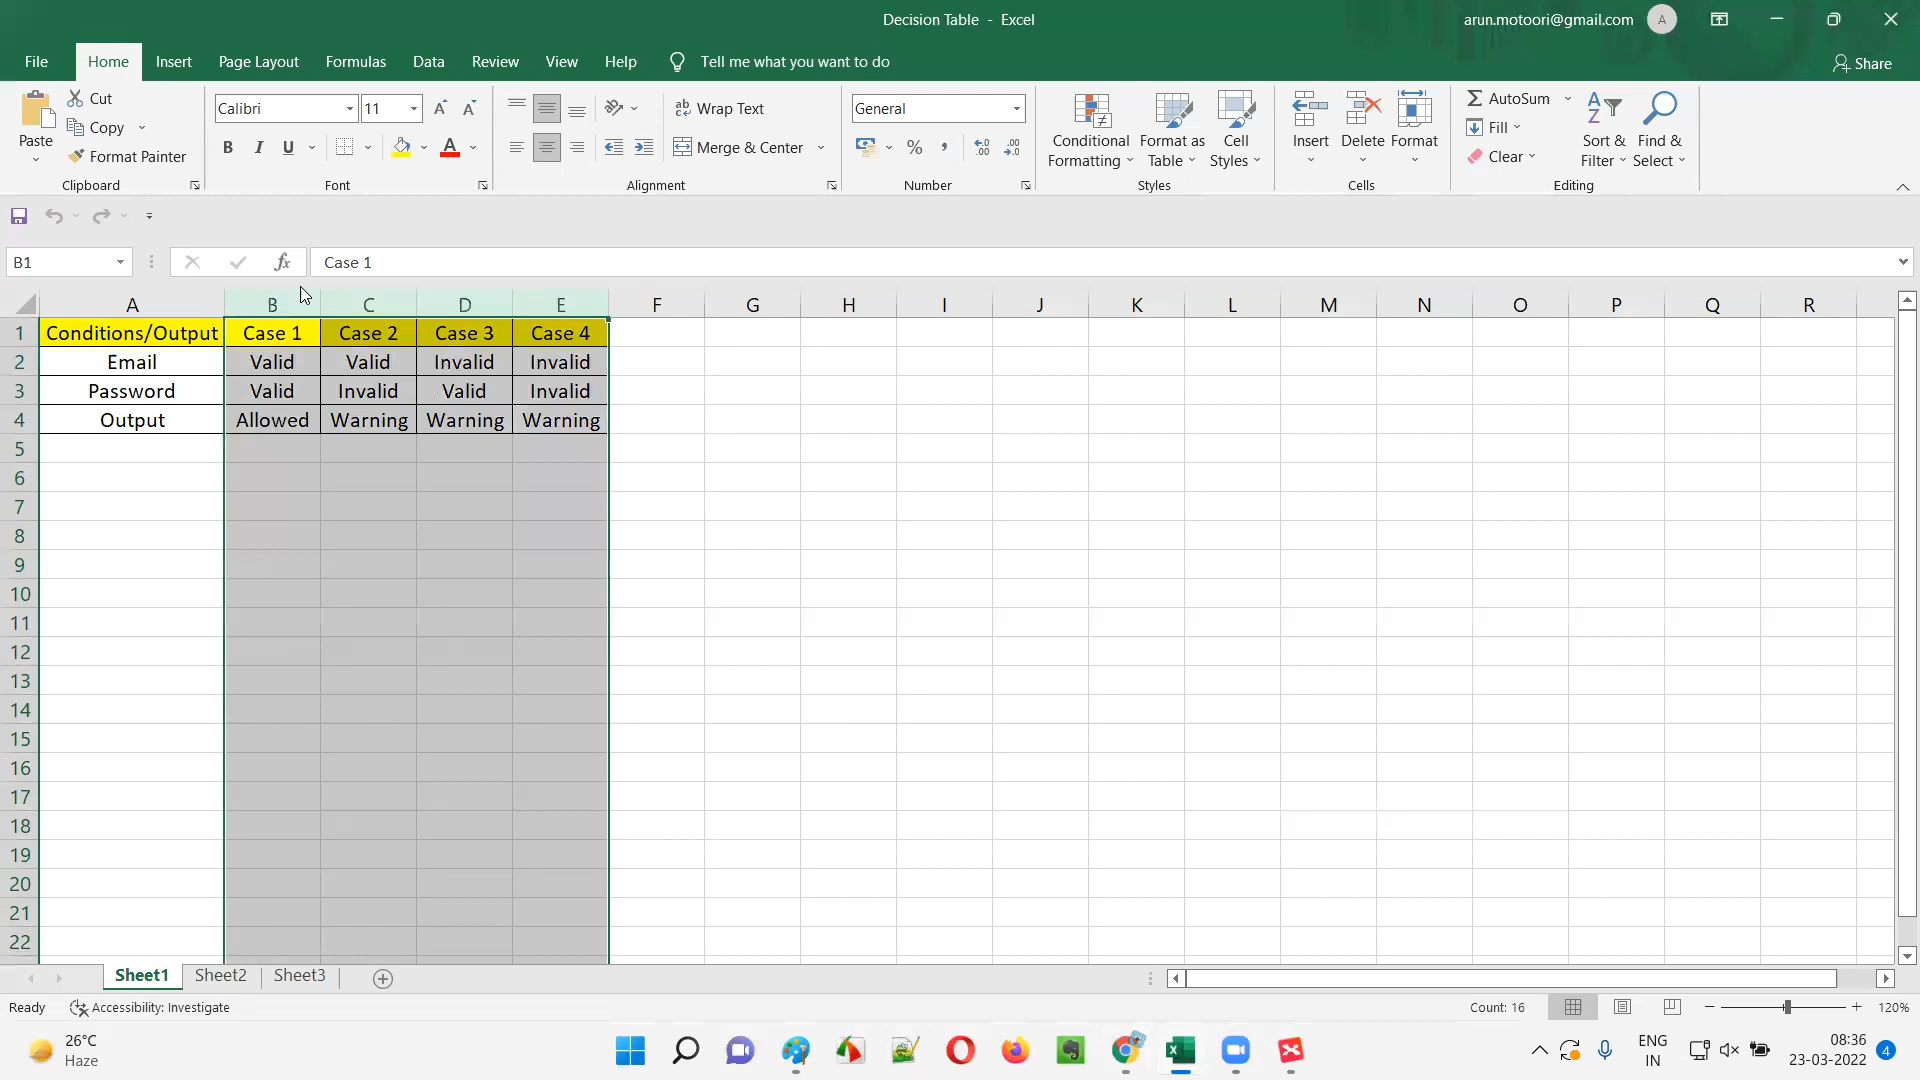 Decision Table - Excel
arun.motoori@gmail.com
A
File Home Insert Page Layout Formulas Data Review View Help Tell me what you want to do
Share
Paste
Cut
Copy
Format Painter
Clipboard
Calibri 11
B I U
Font
Wrap Text
Merge & Center
Alignment
General
% ,
Number
Conditional Formatting
Format as Table
Cell Styles
Styles
Insert
Delete
Format
Cells
AutoSum
Fill
Clear
Sort & Filter
Find & Select
Editing
B1
fx
Case 1
A B C D E F G H I J K L M N O P Q R
1 Conditions/Output Case 1 Case 2 Case 3 Case 4
2 Email Valid Valid Invalid Invalid
3 Password Valid Invalid Valid Invalid
4 Output Allowed Warning Warning Warning
5
6
7
8
9
10
11
12
13
14
15
16
17
18
19
20
21
22
Sheet1 Sheet2 Sheet3
Ready Accessibility: Investigate Count: 16 120%
26°C
Haze
ENG
IN
08:36
23-03-2022
4